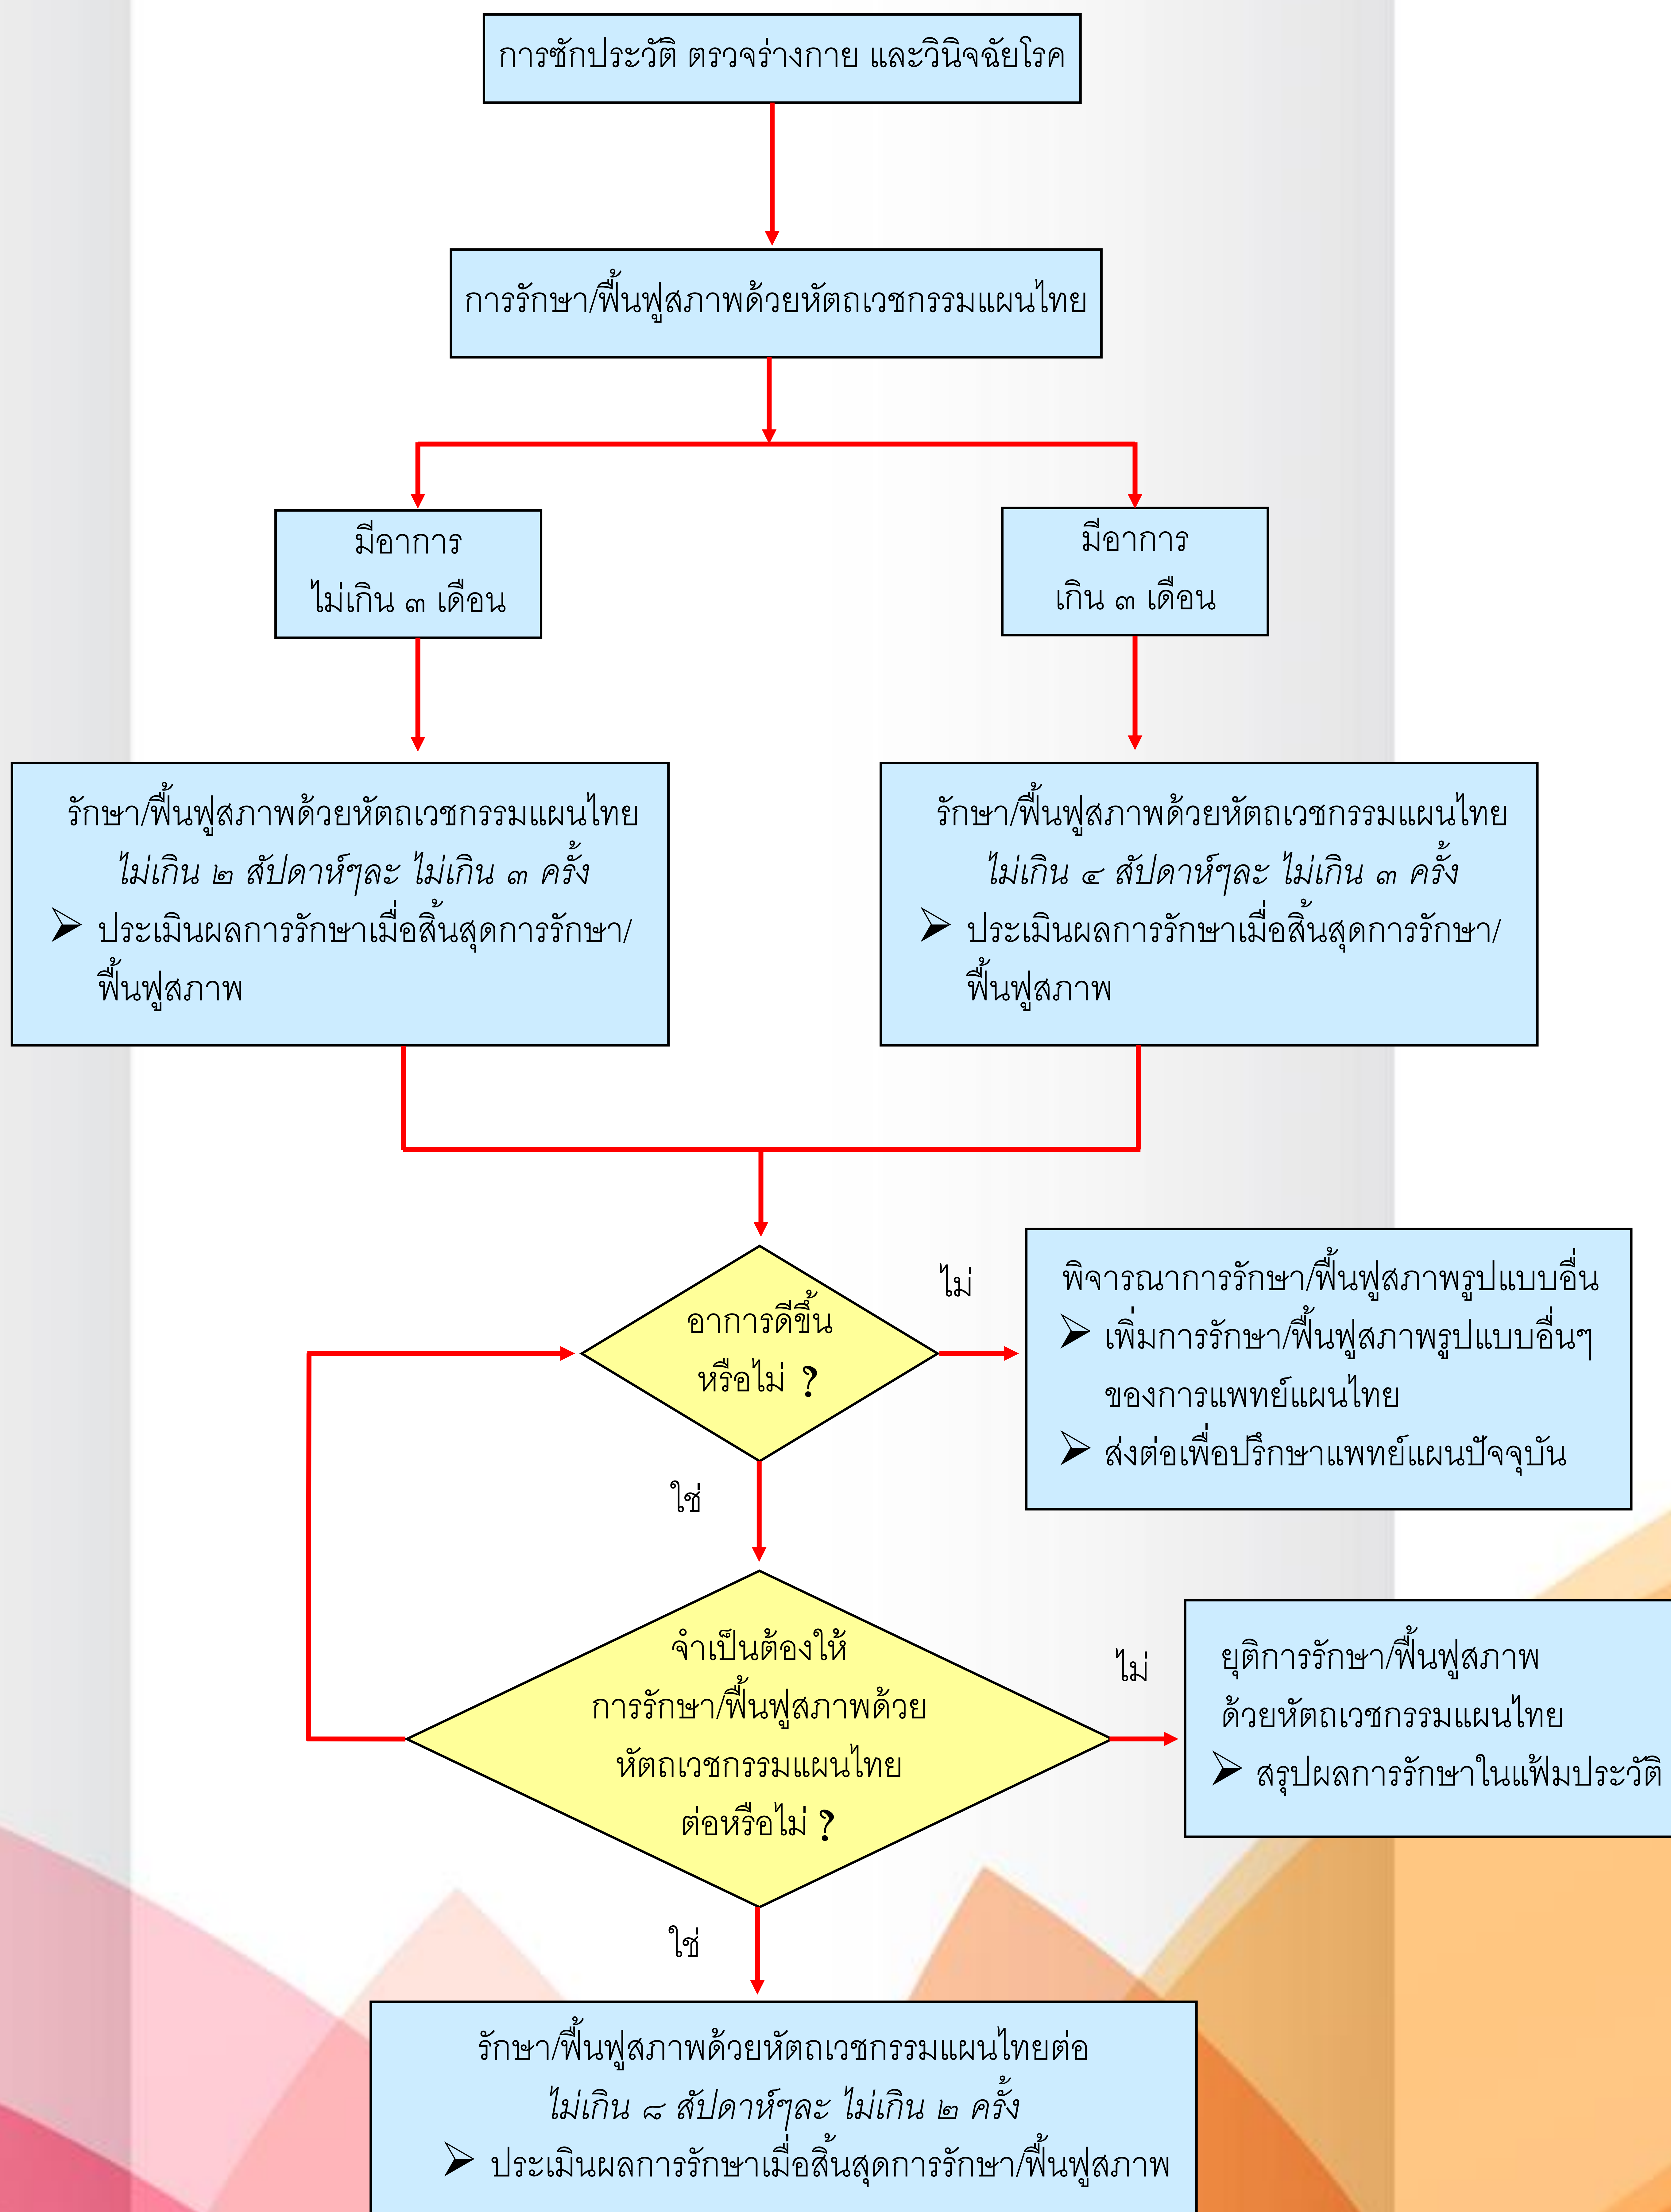 การซักประวัติ ตรวจร่างกาย และวินิจฉัยโรค
การรักษา/ฟื้นฟูสภาพด้วยหัตถเวชกรรมแผนไทย
มีอาการ
ไม่เกิน ๓ เดือน
มีอาการ
เกิน ๓ เดือน
รักษา/ฟื้นฟูสภาพด้วยหัตถเวชกรรมแผนไทย
ไม่เกิน ๒ สัปดาห์ๆละ ไม่เกิน ๓ ครั้ง
ประเมินผลการรักษาเมื่อสิ้นสุดการรักษา/
ฟื้นฟูสภาพ
รักษา/ฟื้นฟูสภาพด้วยหัตถเวชกรรมแผนไทย
ไม่เกิน ๔ สัปดาห์ๆละ ไม่เกิน ๓ ครั้ง
ประเมินผลการรักษาเมื่อสิ้นสุดการรักษา/
ฟื้นฟูสภาพ
อาการดีขึ้น
หรือไม่ ?
ไม่
พิจารณาการรักษา/ฟื้นฟูสภาพรูปแบบอื่น
เพิ่มการรักษา/ฟื้นฟูสภาพรูปแบบอื่นๆ
ของการแพทย์แผนไทย
ส่งต่อเพื่อปรึกษาแพทย์แผนปัจจุบัน
ใช่
จำเป็นต้องให้
การรักษา/ฟื้นฟูสภาพด้วย
หัตถเวชกรรมแผนไทย
ต่อหรือไม่ ?
ไม่
ยุติการรักษา/ฟื้นฟูสภาพ
ด้วยหัตถเวชกรรมแผนไทย
สรุปผลการรักษาในแฟ้มประวัติ
ใช่
รักษา/ฟื้นฟูสภาพด้วยหัตถเวชกรรมแผนไทยต่อ
ไม่เกิน ๘ สัปดาห์ๆละ ไม่เกิน ๒ ครั้ง
ประเมินผลการรักษาเมื่อสิ้นสุดการรักษา/ฟื้นฟูสภาพ